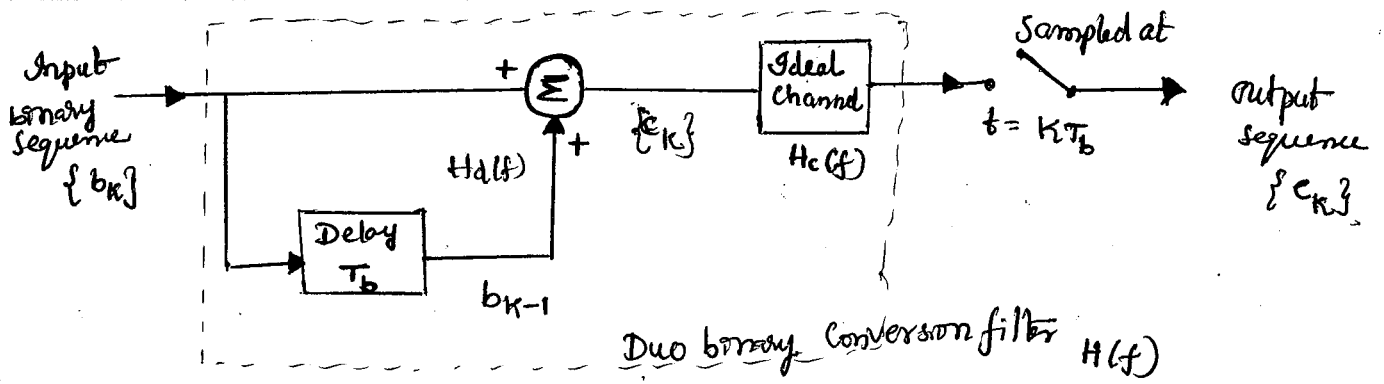 Input
binary
sequence
{bK}
+
Σ
+
Hd(f)
Delay
Tb
bK-1
{cK}
Ideal
Channel
Hc(f)
Sampled at
t = KTb
output
sequence
{cK}
Duo binary Conversion filter H(f)